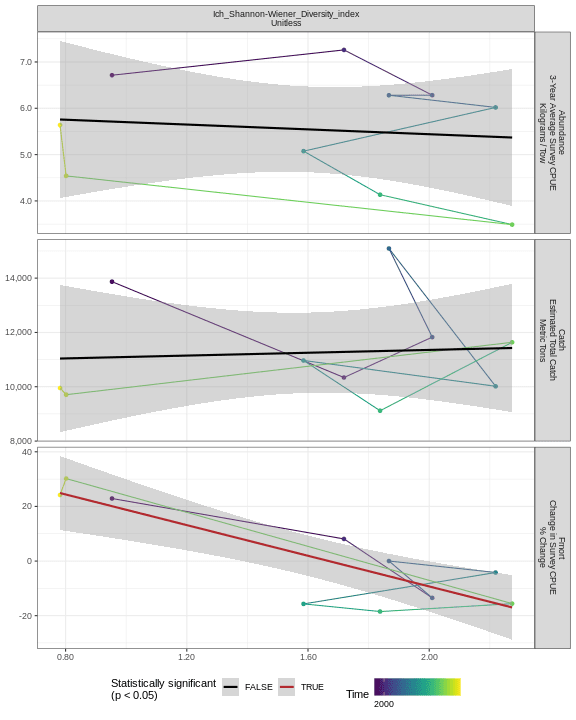 Ich_Shannon-Wiener_Diversity_index
Unitless
7.0
6.0
5.0
4.0
Abundance
3-Year Average Survey CPUE
Kilograms / Tow
14,000
12,000
10,000
8,000
Catch
Estimated Total Catch
Metric Tons
40
20
0
-20
Fmort
Change in Survey CPUE
% Change
0.80
1.20
1.60
2.00
Statistically significant
(p < 0.05)
FALSE
TRUE
Time
2000